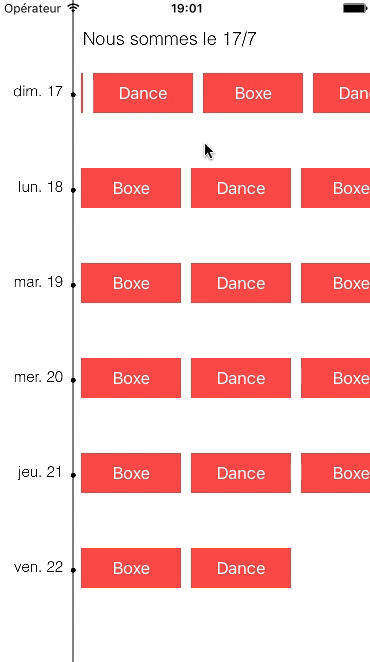 Opérateur 19:01
Nous sommes le 17/7
dim. 17 Dance Boxe Dan
lun. 18 Boxe Dance Boxe
mar. 19 Boxe Dance Boxe
mer. 20 Boxe Dance Boxe
jeu. 21 Boxe Dance Boxe
ven. 22 Boxe Dance